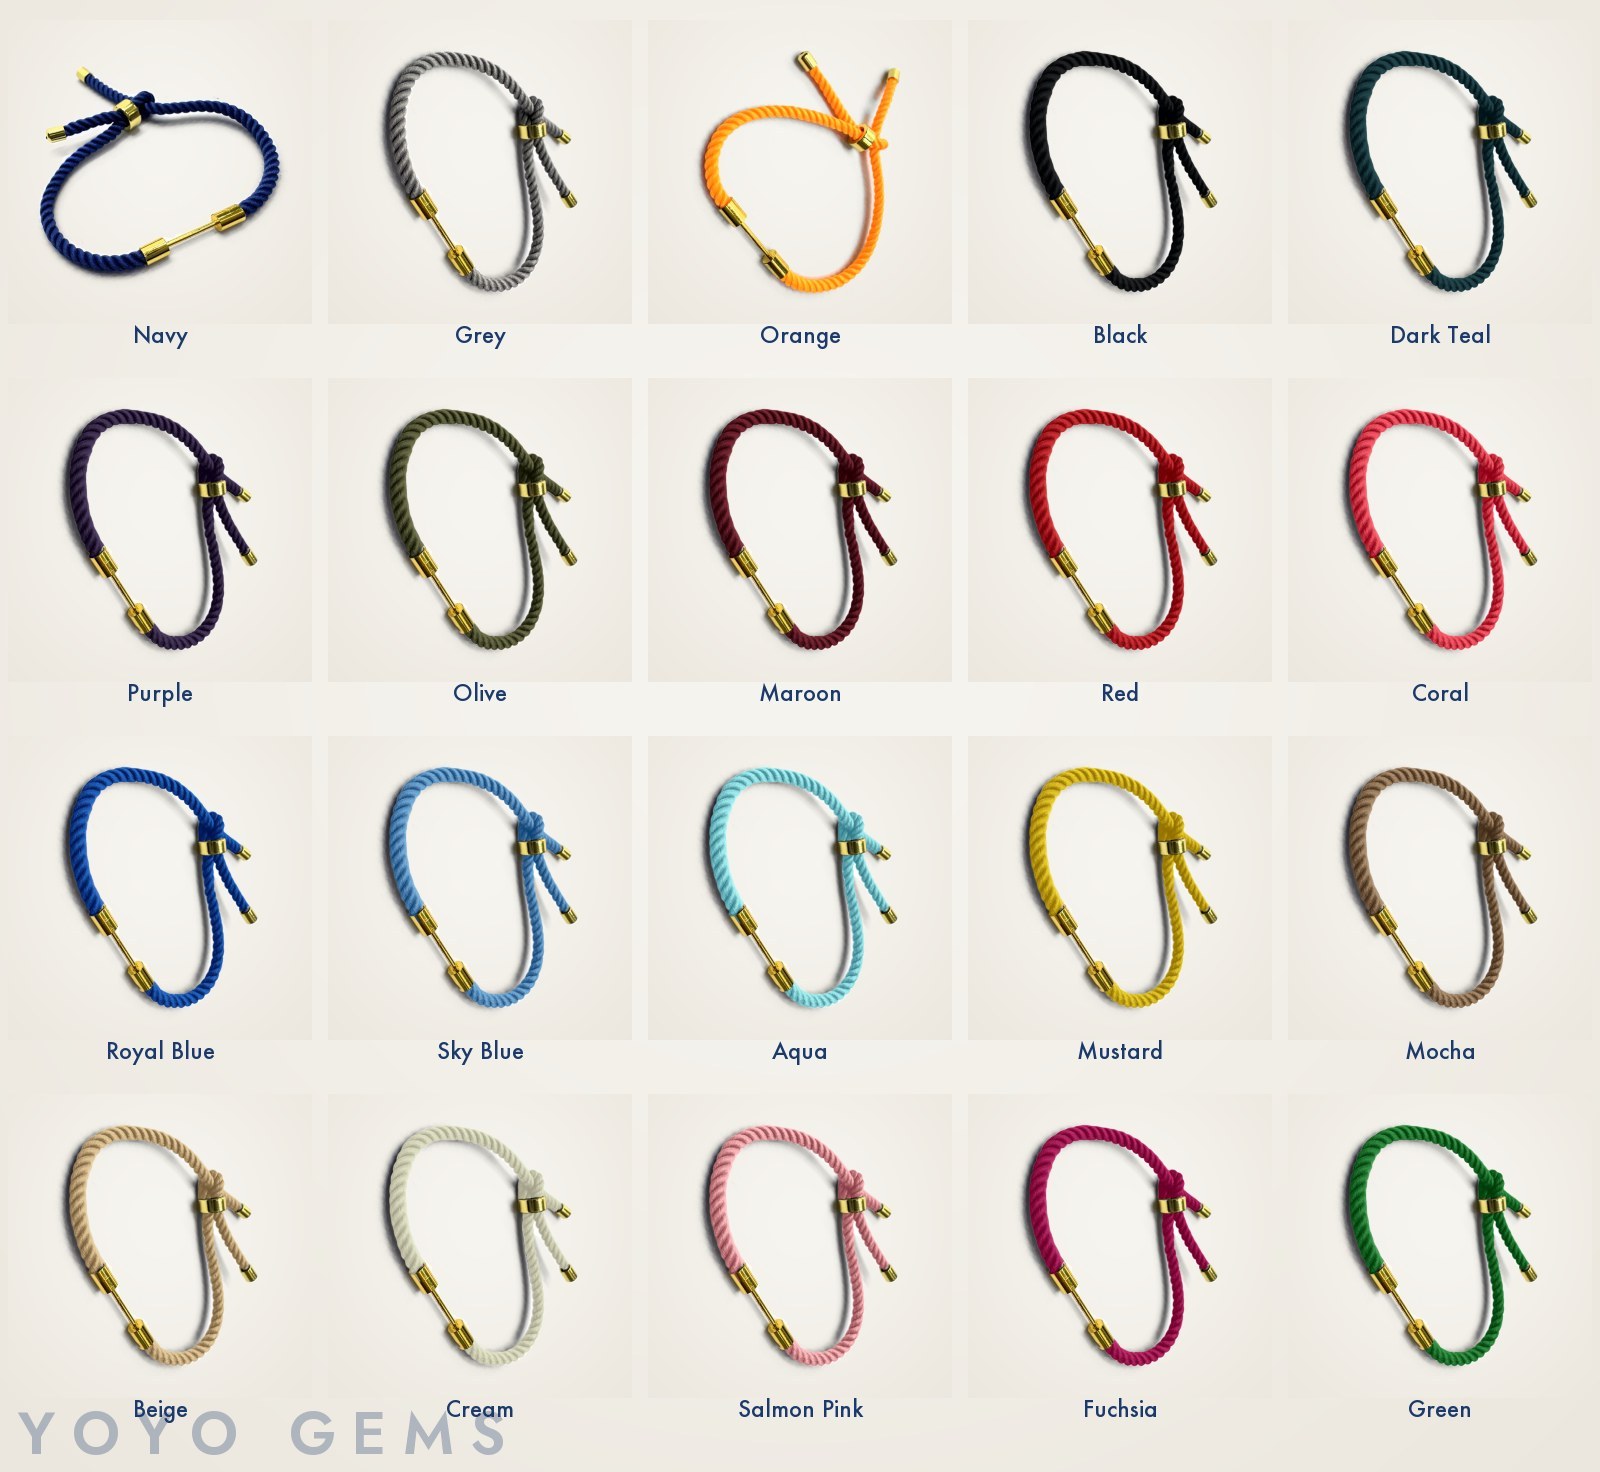 Navy
Grey
Orange
Black
Dark Teal
Purple
Olive
Maroon
Red
Coral
Royal Blue
Sky Blue
Aqua
Mustard
Mocha
Beige
Cream
Salmon Pink
Fuchsia
Green
YOYO GEMS